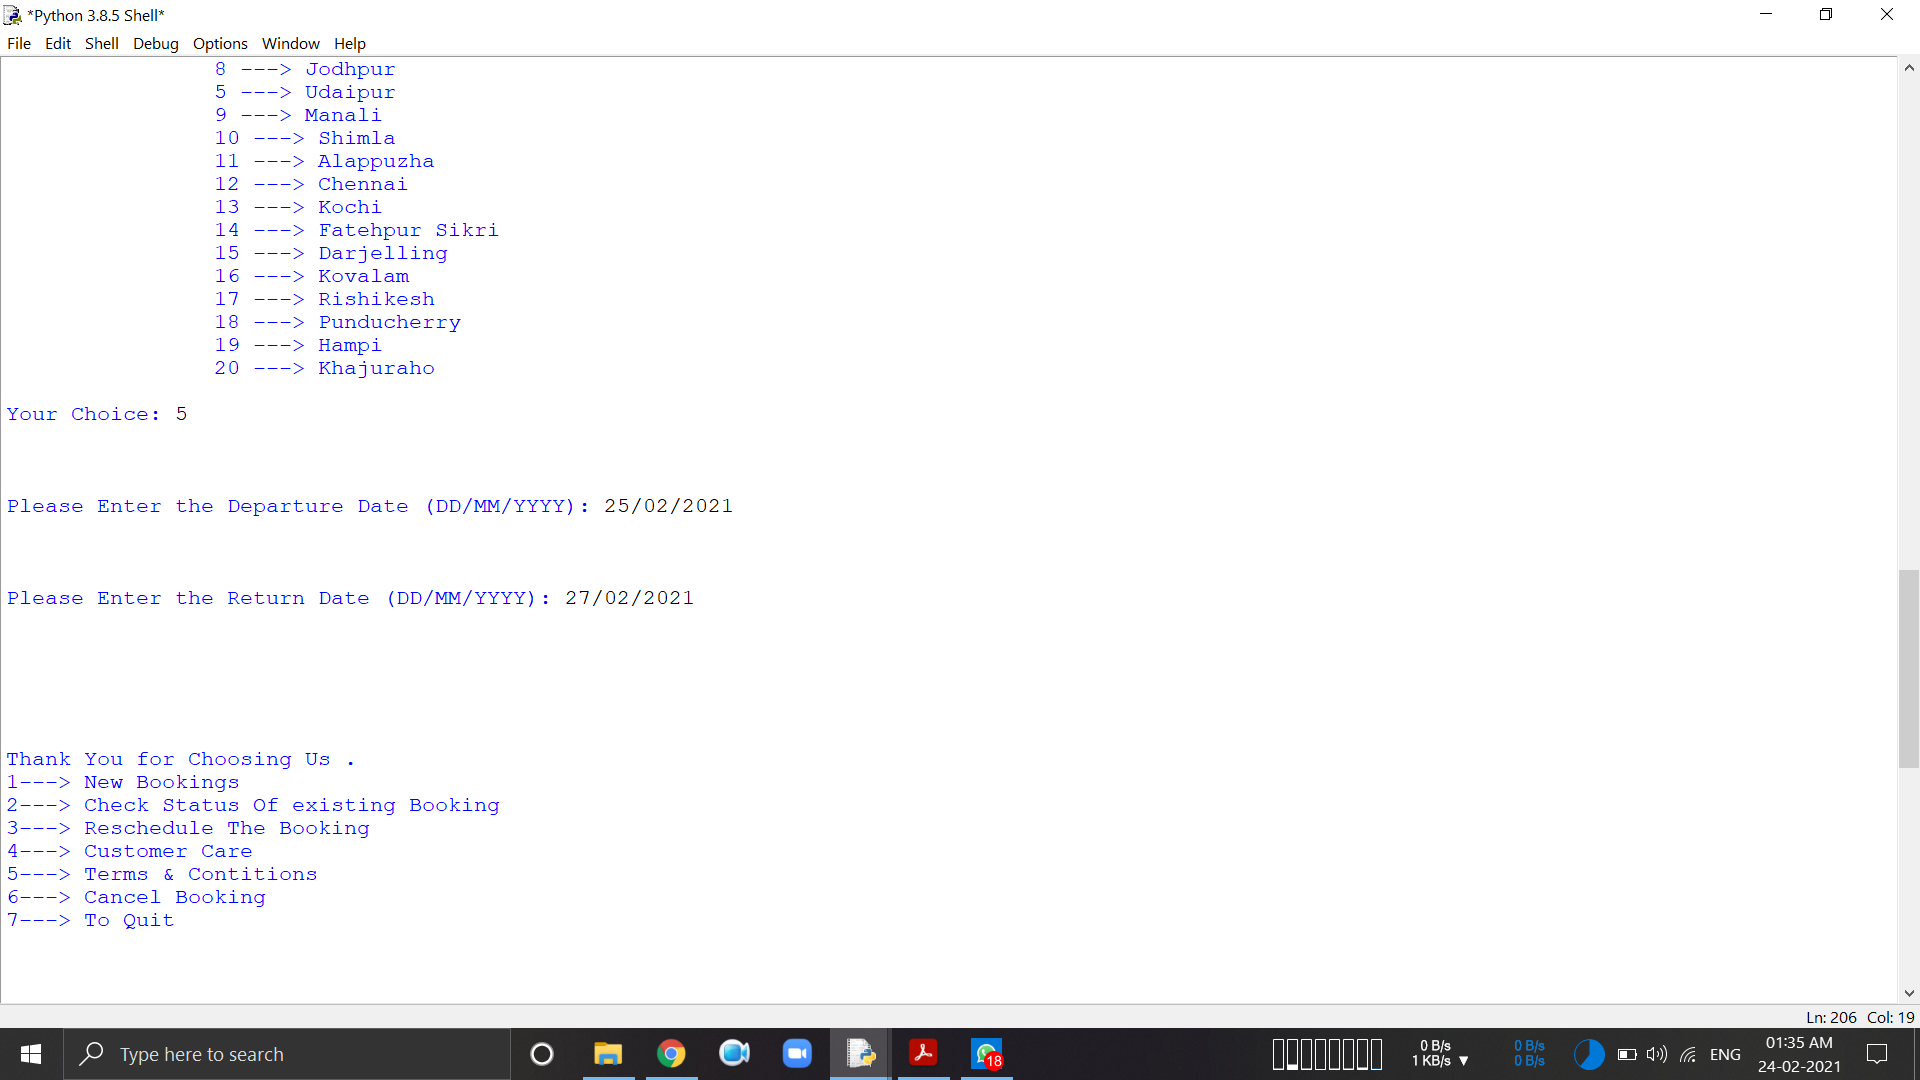 *Python 3.8.5 Shell*
File Edit Shell Debug Options Window Help
8 ---> Jodhpur
5 ---> Udaipur
9 ---> Manali
10 ---> Shimla
11 ---> Alappuzha
12 ---> Chennai
13 ---> Kochi
14 ---> Fatehpur Sikri
15 ---> Darjelling
16 ---> Kovalam
17 ---> Rishikesh
18 ---> Punducherry
19 ---> Hampi
20 ---> Khajuraho
Your Choice: 5
Please Enter the Departure Date (DD/MM/YYYY): 25/02/2021
Please Enter the Return Date (DD/MM/YYYY): 27/02/2021
Thank You for Choosing Us .
1---> New Bookings
2---> Check Status Of existing Booking
3---> Reschedule The Booking
4---> Customer Care
5---> Terms & Contitions
6---> Cancel Booking
7---> To Quit
Ln: 206 Col: 19
Type here to search
18
0 B/s
1 KB/s
0 B/s
0 B/s
ENG
01:35 AM
24-02-2021